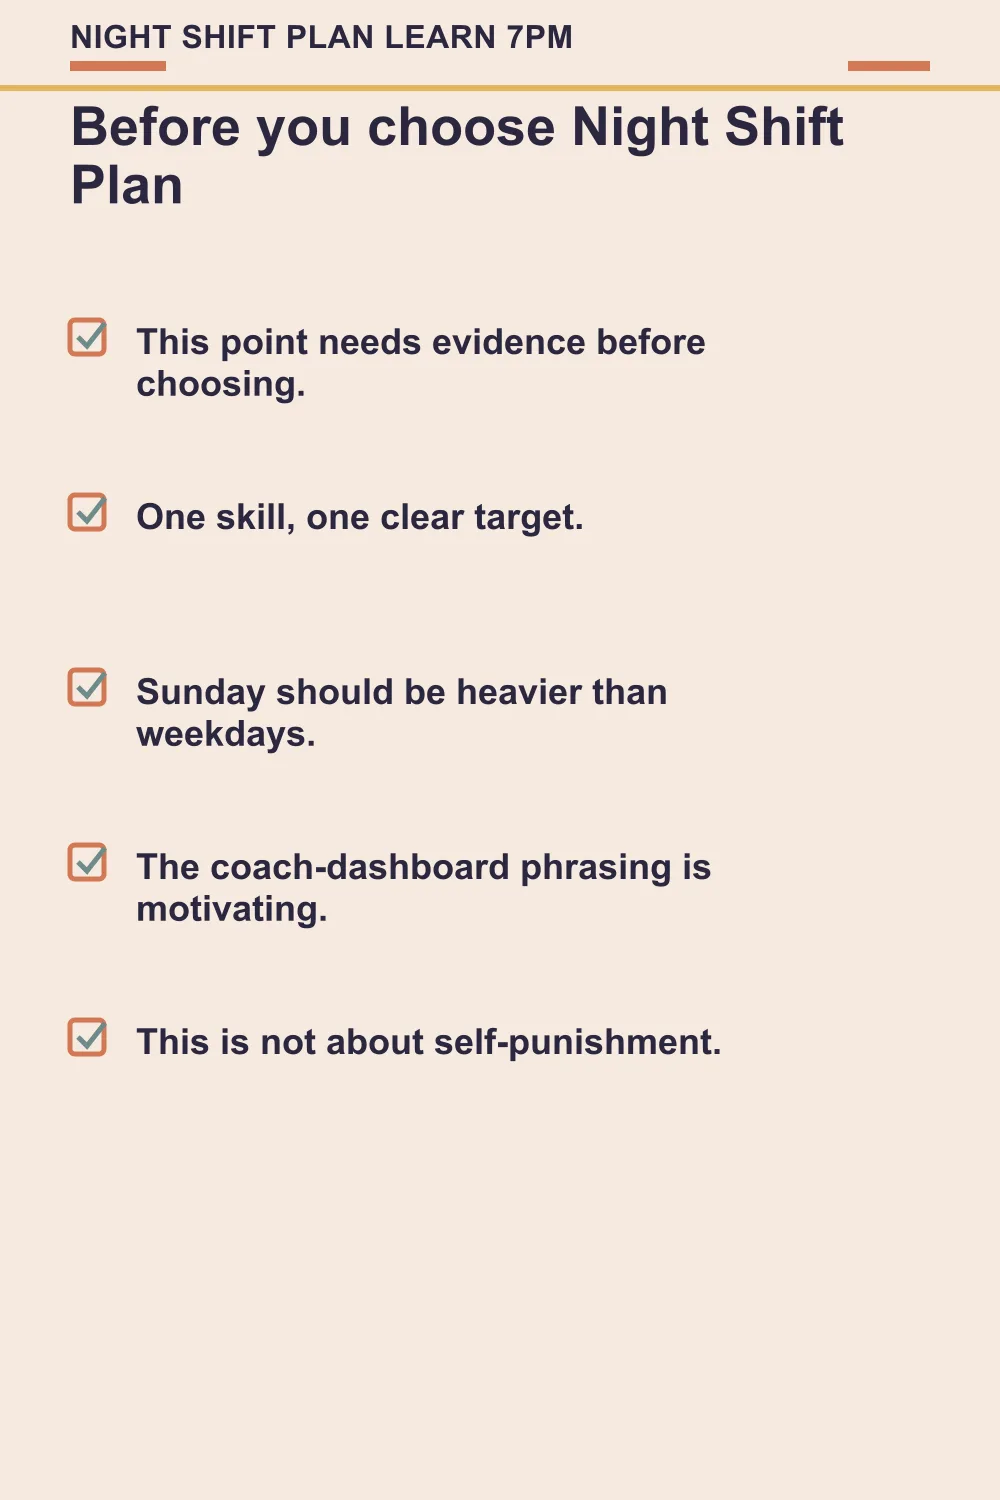 NIGHT SHIFT PLAN LEARN 7PM
Before you choose Night Shift
Plan
This point needs evidence before
choosing.
One skill, one clear target.
Sunday should be heavier than
weekdays.
The coach-dashboard phrasing is
motivating.
This is not about self-punishment.